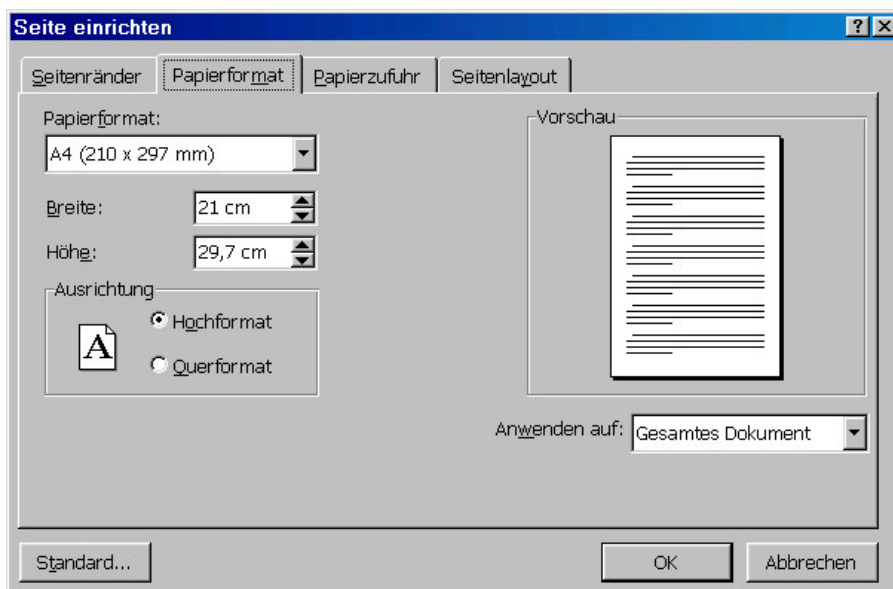 Seite einrichten
Seitenränder Papierformat Papierzufuhr Seitenlayout
Papierformat:
A4 (210 x 297 mm)
Breite: 21 cm
Höhe: 29,7 cm
Ausrichtung
A
Hochformat
Querformat
Vorschau
Anwenden auf: Gesamtes Dokument
Standard... OK Abbrechen